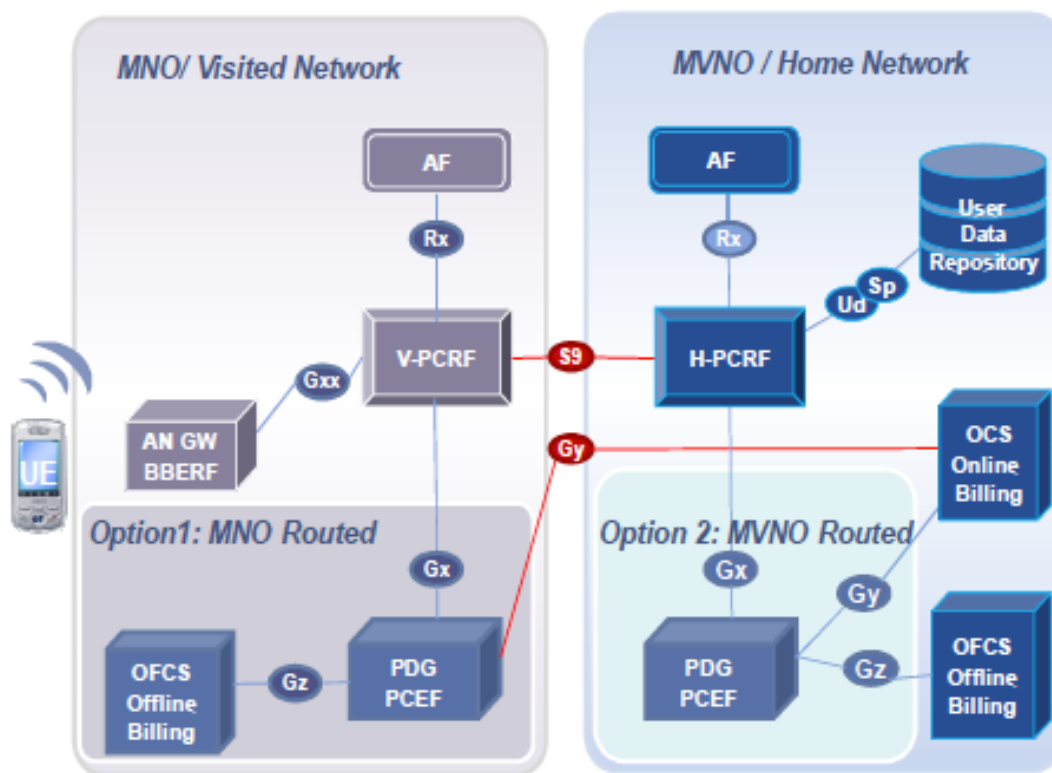 MNO/ Visited Network
MVNO / Home Network
AF
AF
Rx
Rx
User
Data
Repository
Ud
Sp
V-PCRF
S9
H-PCRF
Gxx
AN GW
BBERF
UE
Gy
OCS
Online
Billing
Option1: MNO Routed
Option 2: MVNO Routed
Gx
Gx
Gy
OFCS
Offline
Billing
Gz
PDG
PCEF
PDG
PCEF
Gz
OFCS
Offline
Billing